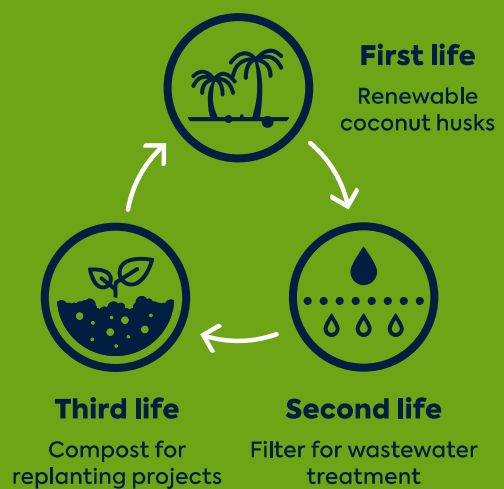 First life
Renewable
coconut husks
Third life
Compost for
replanting projects
Second life
Filter for wastewater
treatment